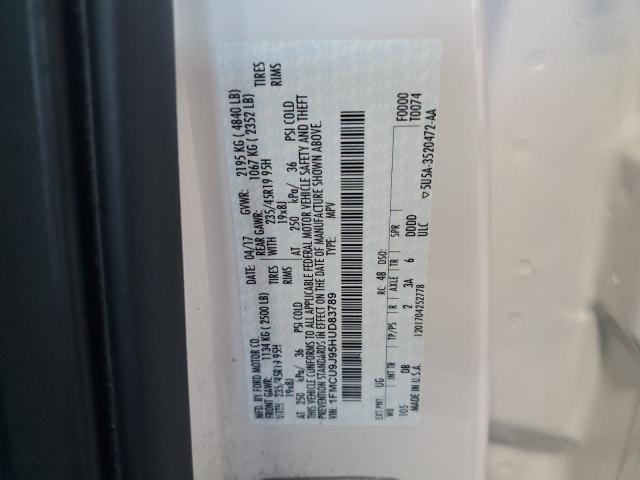 MFD. BY FORD MOTOR CO.
DATE: 04/17 GVWR: 2195 KG ( 4840 LB)
FRONT GAWR: 1134 KG ( 2500 LB) REAR GAWR: 1067 KG ( 2352 LB)
WITH 235/45R19 95H TIRES WITH 235/45R19 95H TIRES
19x8J RIMS 19x8J RIMS
AT 250 kPa/ 36 PSI COLD AT 250 kPa/ 36 PSI COLD
THIS VEHICLE CONFORMS TO ALL APPLICABLE FEDERAL MOTOR VEHICLE SAFETY AND THEFT
PREVENTION STANDARDS IN EFFECT ON THE DATE OF MANUFACTURE SHOWN ABOVE.
VIN: 1FMCU9J95HUD83789 TYPE: MPV
F0000
T0074
EXT PNT: UG RC: 48 DSO:
WB INT TR TP/PS R AXLE TR SPR
105 DB 2 3A 6 DDDD
MADE IN U.S.A. ULC
1201704252778 ▽5U5A-3520472-AA